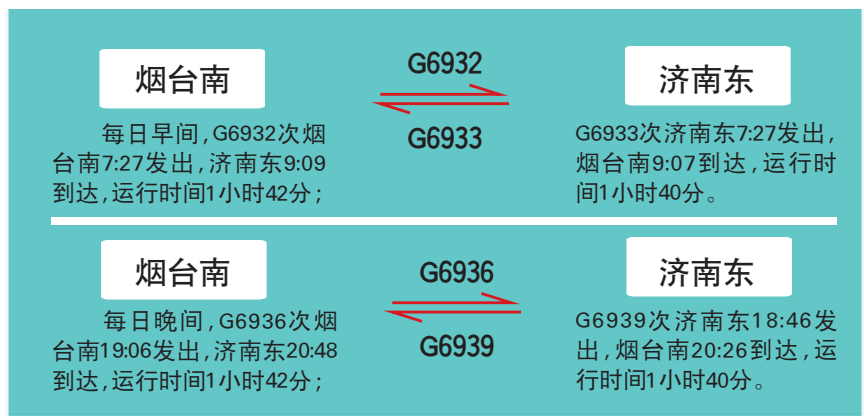 烟台南
G6932
济南东
G6933
每日早间,G6932次烟
台南7:27发出,济南东9:09
到达,运行时间1小时42分;
G6933次济南东7:27发出,
烟台南9:07到达,运行时
间1小时40分。
烟台南
G6936
济南东
G6939
每日晚间,G6936次烟
台南19:06发出,济南东20:48
到达,运行时间1小时42分;
G6939次济南东18:46发
出,烟台南20:26到达,运
行时间1小时40分。